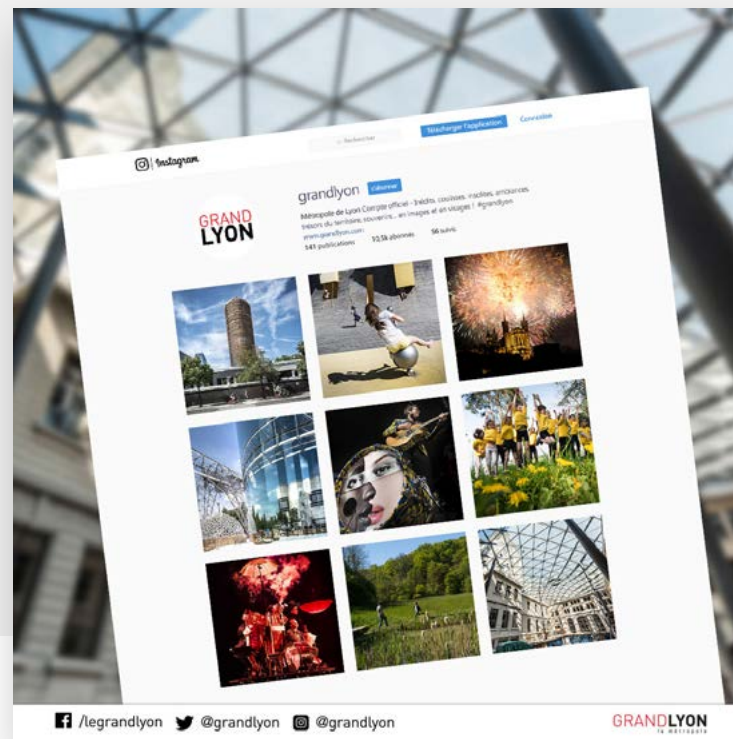 Instagram
Rechercher
Télécharger l'application
Connexion
GRAND
LYON
grandlyon
S'abonner
Métropole de Lyon Compte officiel - Inédits, coulisses, insolites, ambiances
trésors du territoire, souvenirs... en images et en visages ! #grandlyon
www.grandlyon.com
141 publications 10,5k abonnés 56 suivis
/legrandlyon @grandlyon @grandlyon
GRANDLYON
la métropole